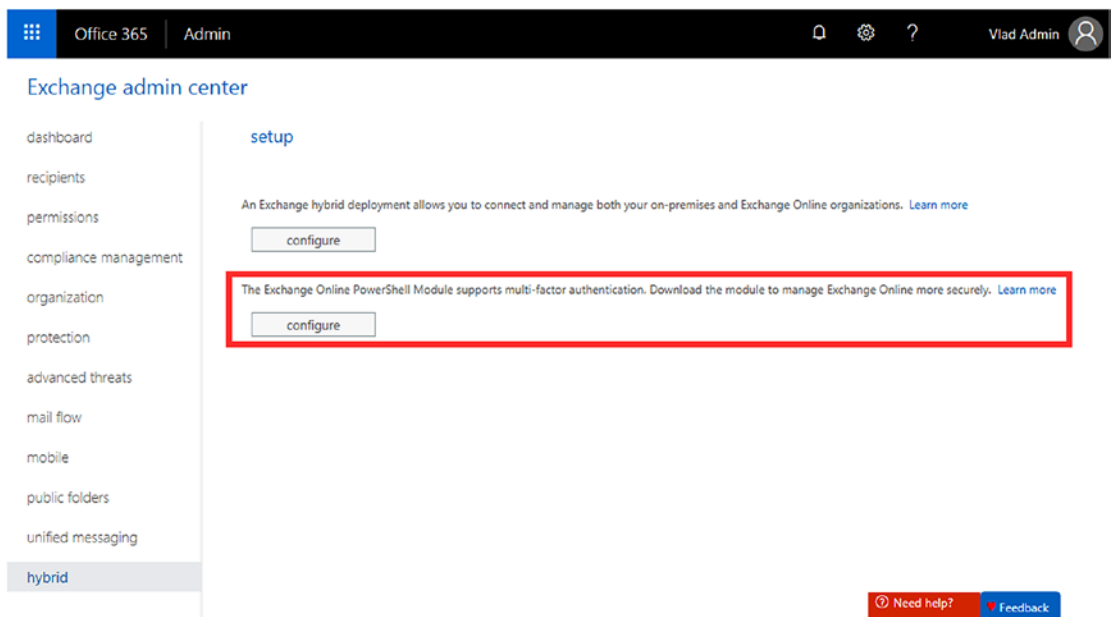 Office 365 Admin ? Vlad Admin
Exchange admin center
dashboard
recipients
permissions
compliance management
organization
protection
advanced threats
mail flow
mobile
public folders
unified messaging
hybrid
setup
An Exchange hybrid deployment allows you to connect and manage both your on-premises and Exchange Online organizations. Learn more
configure
The Exchange Online PowerShell Module supports multi-factor authentication. Download the module to manage Exchange Online more securely. Learn more
configure
? Need help? Feedback